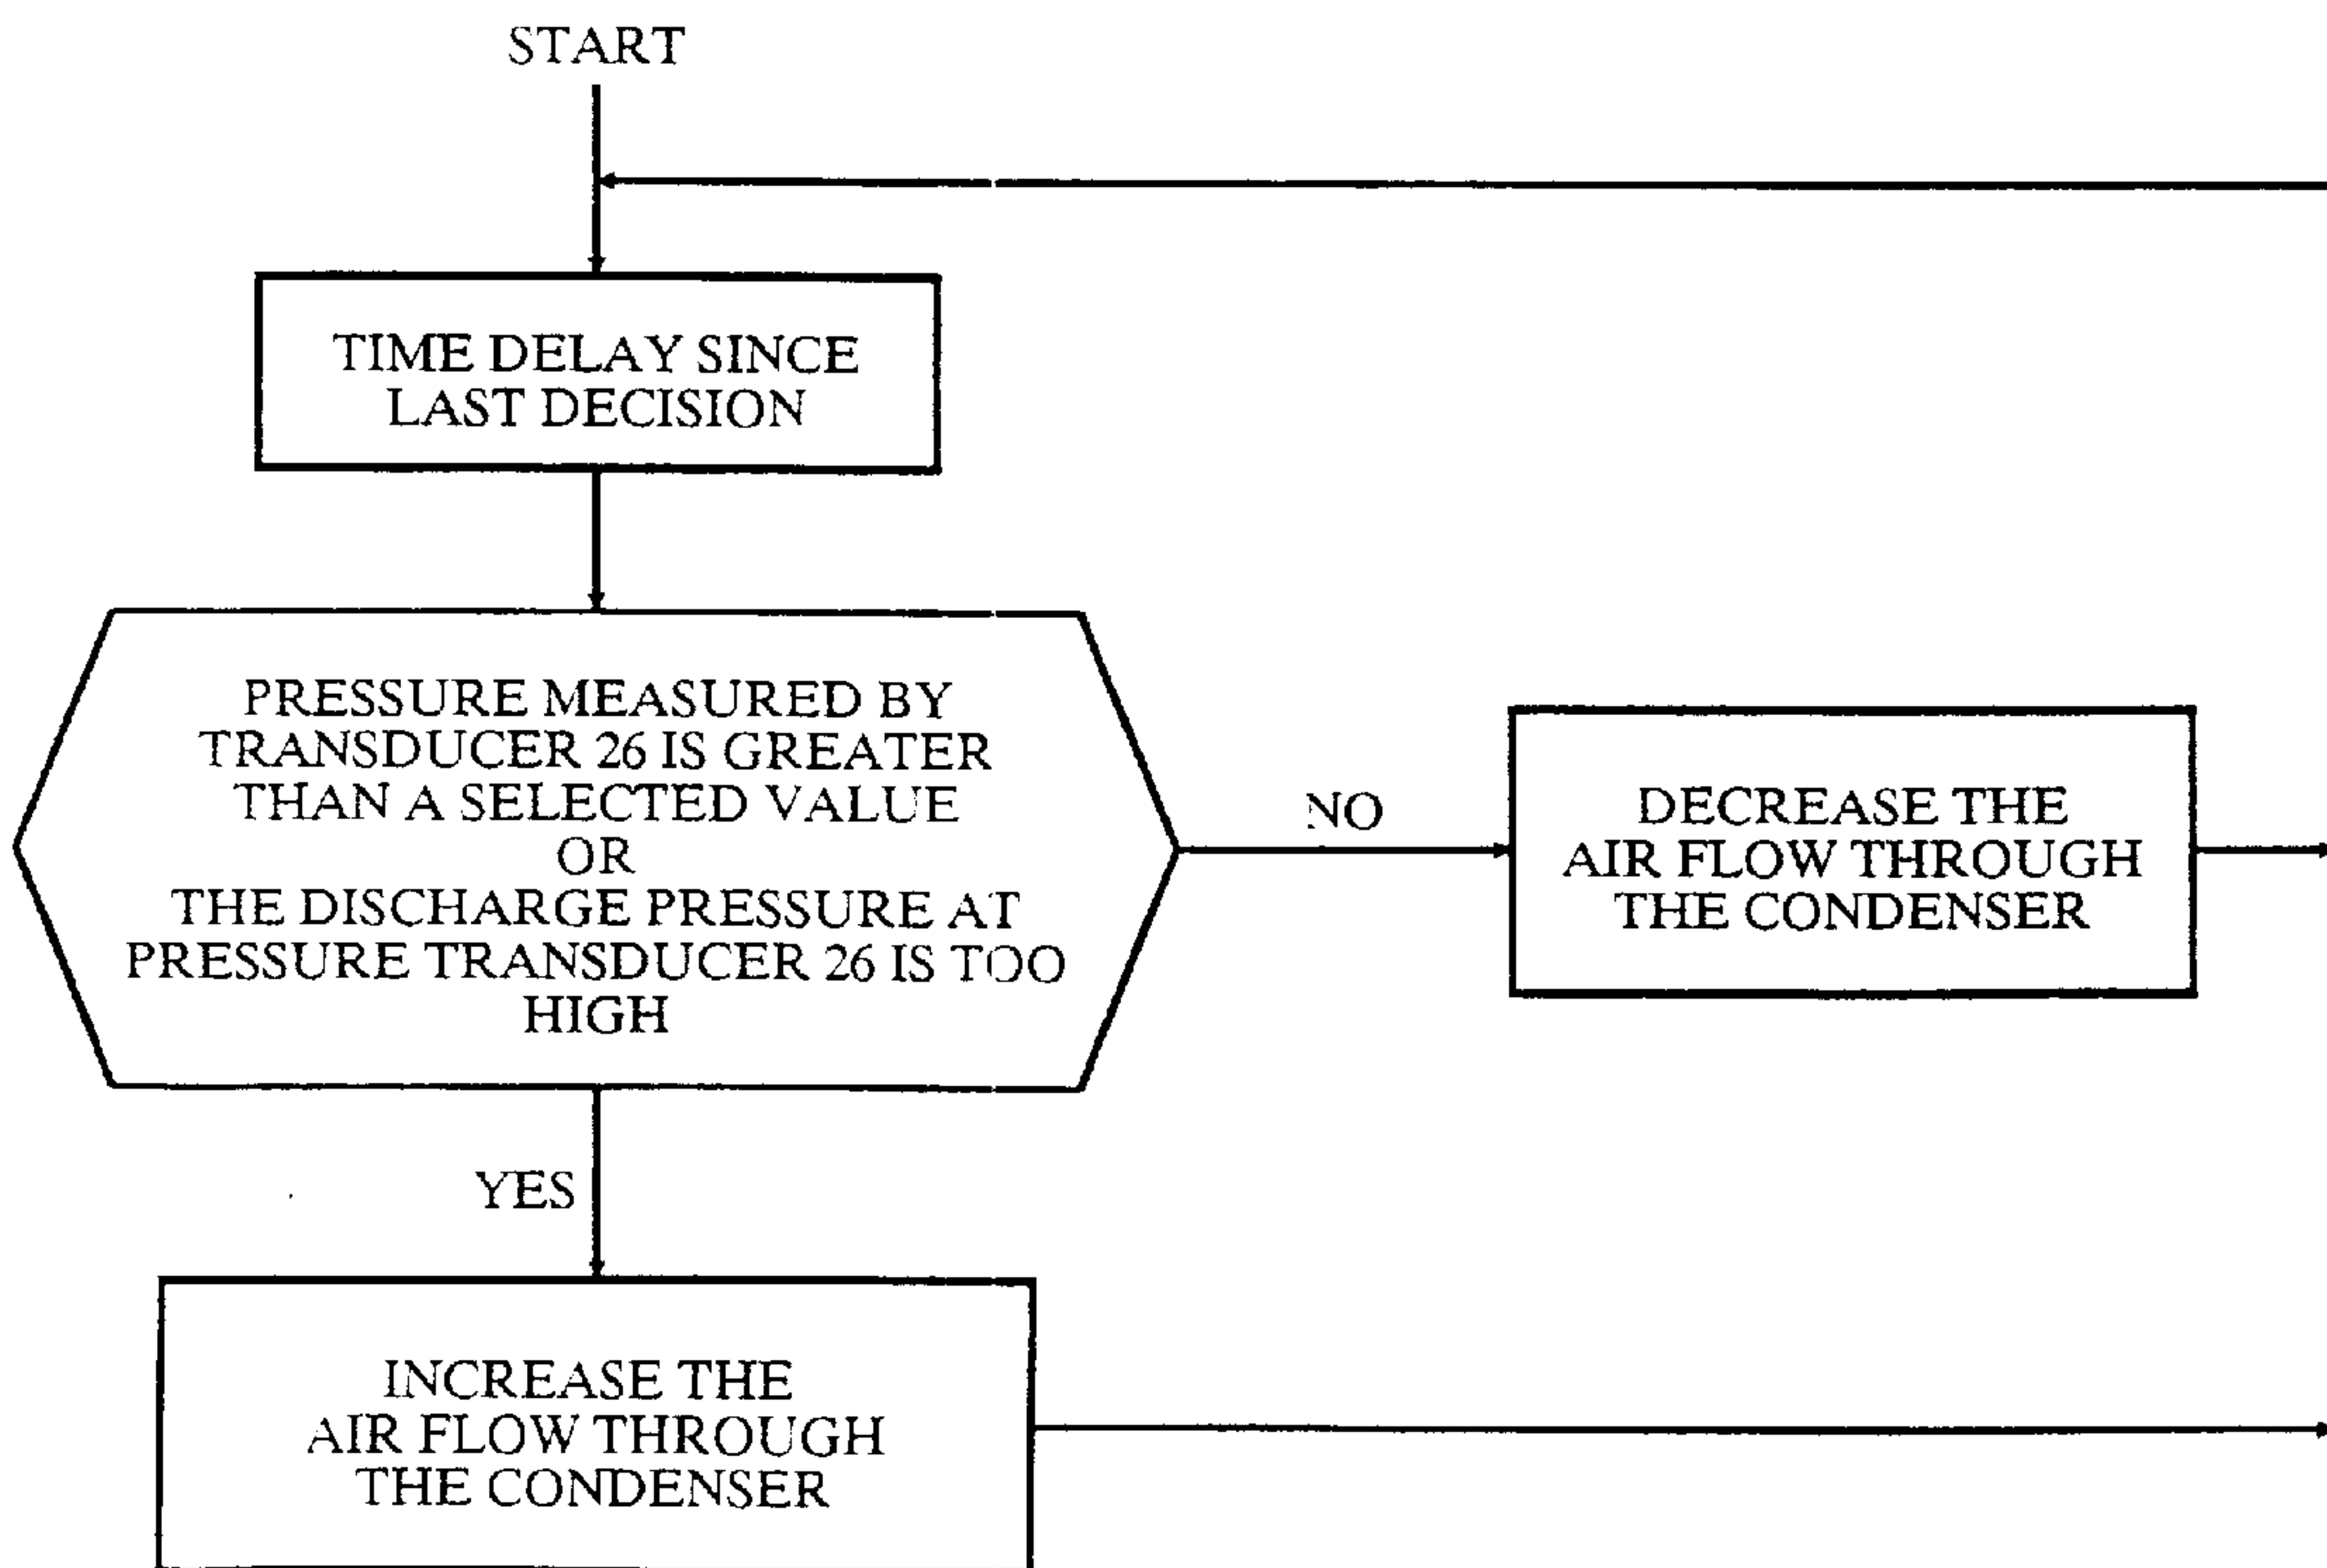 START
TIME DELAY SINCE
LAST DECISION
PRESSURE MEASURED BY
TRANSDUCER 26 IS GREATER
THAN A SELECTED VALUE
OR
THE DISCHARGE PRESSURE AT
PRESSURE TRANSDUCER 26 IS TOO
HIGH
NO
DECREASE THE
AIR FLOW THROUGH
THE CONDENSER
YES
INCREASE THE
AIR FLOW THROUGH
THE CONDENSER